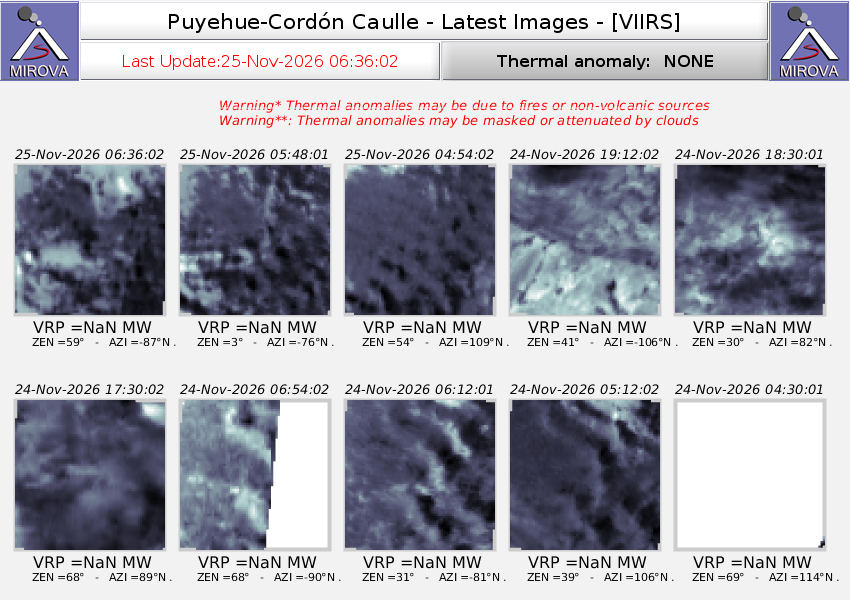 Puyehue-Cordón Caulle - Latest Images - [VIIRS]
MIROVA
Last Update:25-Nov-2026 06:36:02
Thermal anomaly: NONE
MIROVA
Warning* Thermal anomalies may be due to fires or non-volcanic sources
Warning**: Thermal anomalies may be masked or attenuated by clouds
25-Nov-2026 06:36:02
25-Nov-2026 05:48:01
25-Nov-2026 04:54:02
24-Nov-2026 19:12:02
24-Nov-2026 18:30:01
VRP =NaN MW
VRP =NaN MW
VRP =NaN MW
VRP =NaN MW
VRP =NaN MW
ZEN =59° - AZI =-87°N .
ZEN =3° - AZI =-76°N .
ZEN =54° - AZI =109°N .
ZEN =41° - AZI =-106°N .
ZEN =30° - AZI =82°N .
24-Nov-2026 17:30:02
24-Nov-2026 06:54:02
24-Nov-2026 06:12:01
24-Nov-2026 05:12:02
24-Nov-2026 04:30:01
VRP =NaN MW
VRP =NaN MW
VRP =NaN MW
VRP =NaN MW
VRP =NaN MW
ZEN =68° - AZI =89°N .
ZEN =68° - AZI =-90°N .
ZEN =31° - AZI =-81°N .
ZEN =39° - AZI =106°N .
ZEN =69° - AZI =114°N .